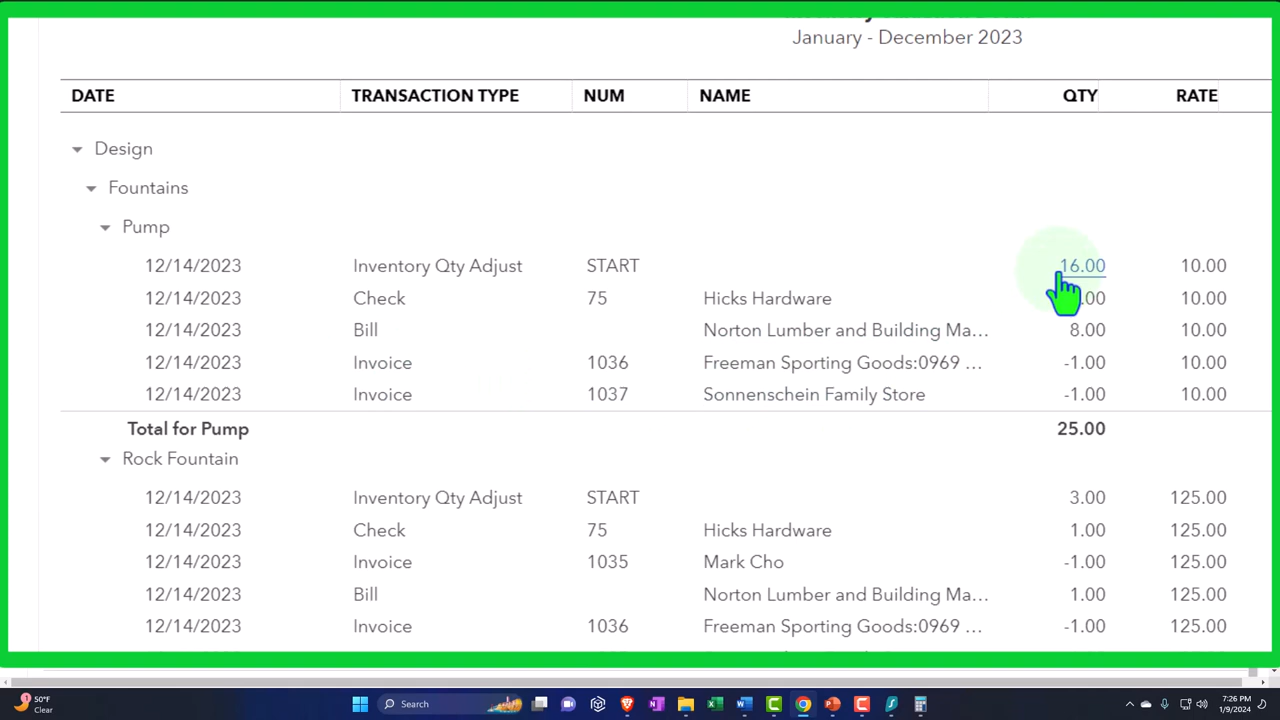 January - December 2023
DATE TRANSACTION TYPE NUM NAME QTY RATE
Design
Fountains
Pump
12/14/2023 Inventory Qty Adjust START 16.00 10.00
12/14/2023 Check 75 Hicks Hardware .00 10.00
12/14/2023 Bill Norton Lumber and Building Ma... 8.00 10.00
12/14/2023 Invoice 1036 Freeman Sporting Goods:0969 ... -1.00 10.00
12/14/2023 Invoice 1037 Sonnenschein Family Store -1.00 10.00
Total for Pump 25.00
Rock Fountain
12/14/2023 Inventory Qty Adjust START 3.00 125.00
12/14/2023 Check 75 Hicks Hardware 1.00 125.00
12/14/2023 Invoice 1035 Mark Cho -1.00 125.00
12/14/2023 Bill Norton Lumber and Building Ma... 1.00 125.00
12/14/2023 Invoice 1036 Freeman Sporting Goods:0969 ... -1.00 125.00
50°F
Clear
Search
7:26 PM
1/9/2024